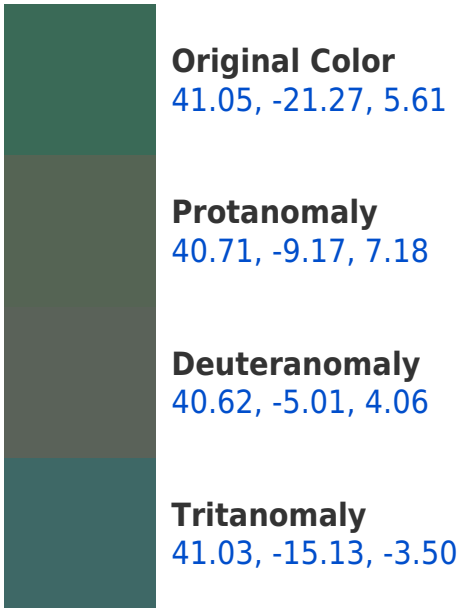 Original Color
41.05, -21.27, 5.61
Protanomaly
40.71, -9.17, 7.18
Deuteranomaly
40.62, -5.01, 4.06
Tritanomaly
41.03, -15.13, -3.50